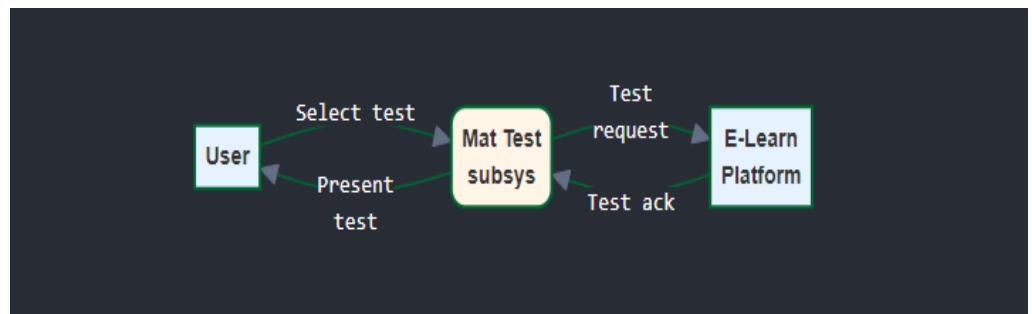 Select test
User
Present
test
Mat Test
subsys
Test
request
Test ack
E-Learn
Platform